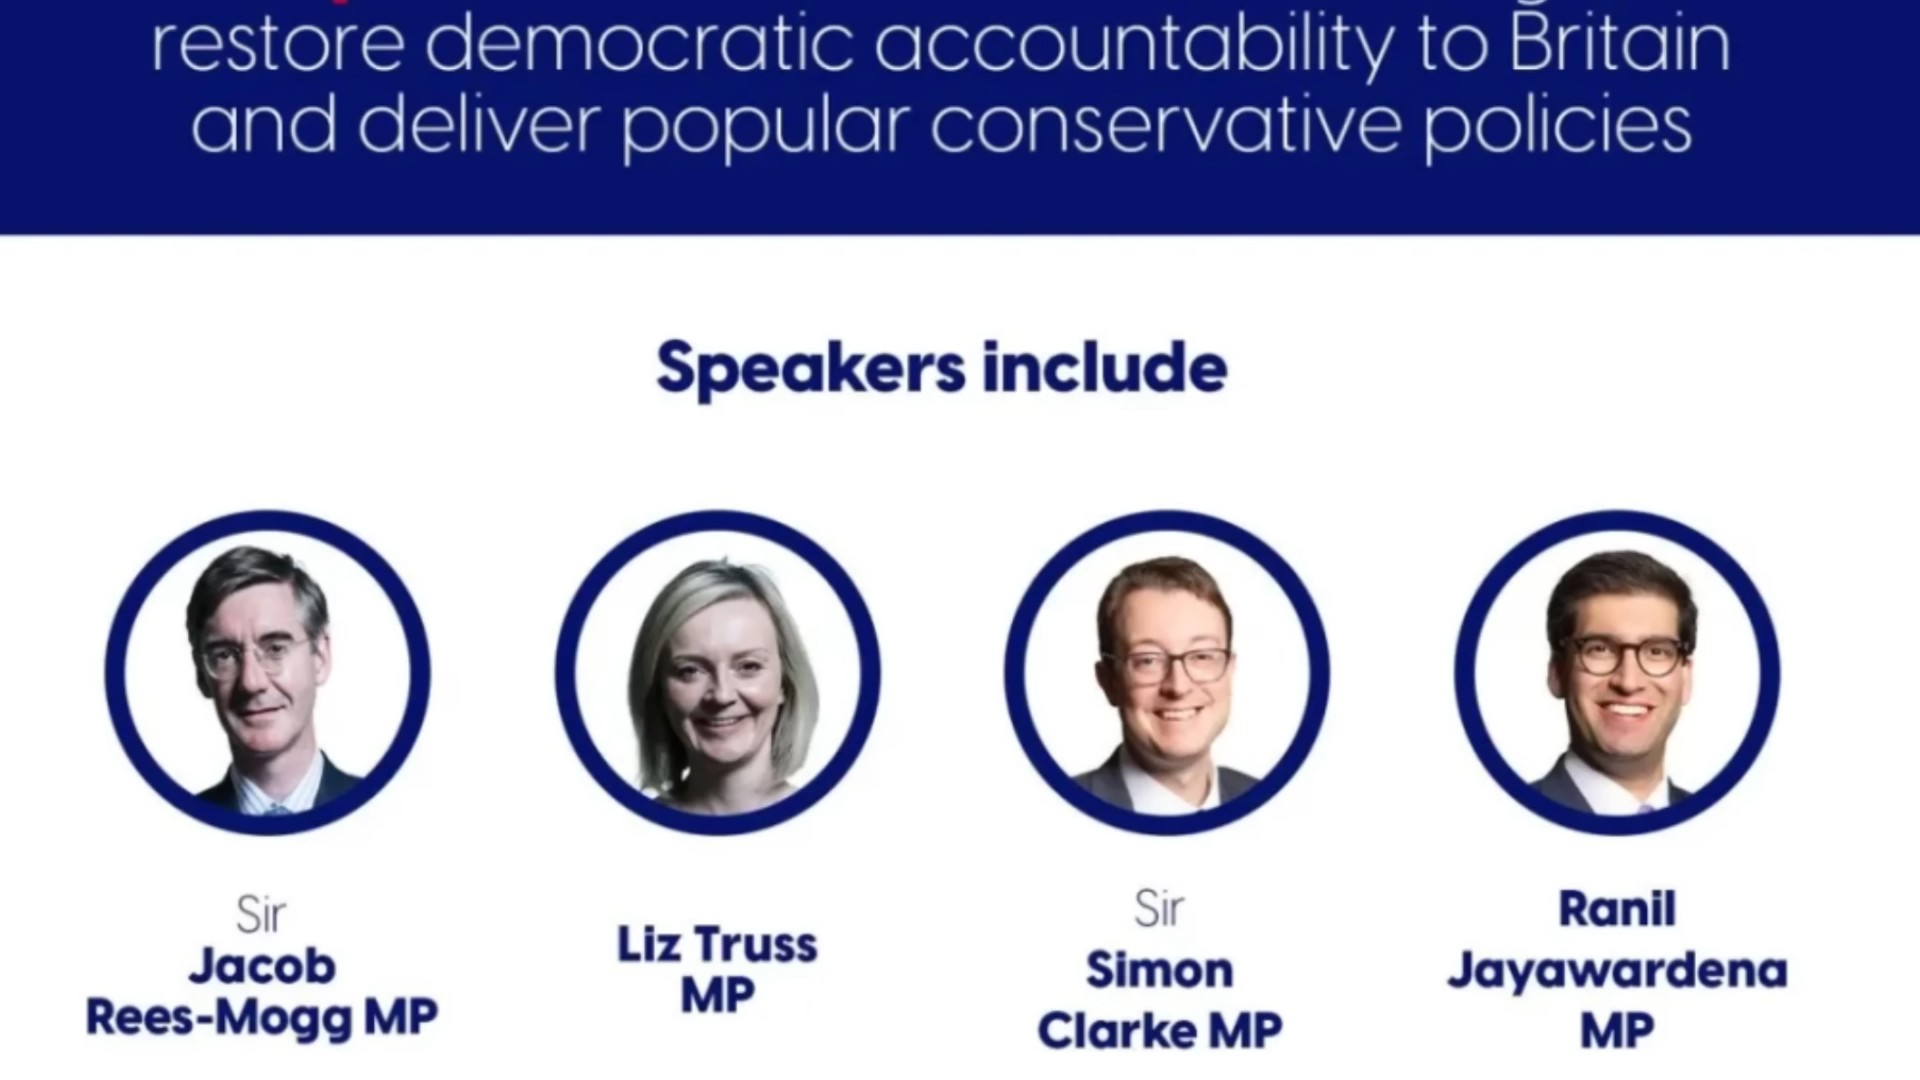 restore democratic accountability to Britain
and deliver popular conservative policies
Speakers include
Sir
Jacob
Rees-Mogg MP
Liz Truss
MP
Sir
Simon
Clarke MP
Ranil
Jayawardena
MP